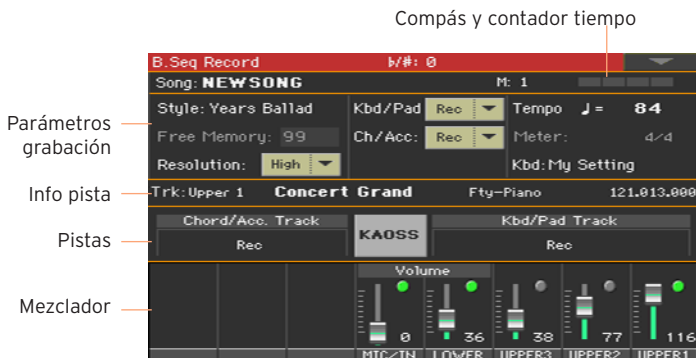 Compás y contador tiempo
B.Seq Record ♭/#: 0
Song: NEWSONG M: 1
Style: Years Ballad Kbd/Pad Rec Tempo ♩ = 84
Parámetros grabación
Free Memory: 99 Ch/Acc: Rec Meter: 4/4
Resolution: High Kbd: My Setting
Info pista
Trk: Upper 1 Concert Grand Fty-Piano 121.013.000
Chord/Acc. Track KAOSS Kbd/Pad Track
Pistas
Rec Rec
Volume
Mezclador
0 36 38 77 116
MIC/IN LOWER UPPER3 UPPER2 UPPER1